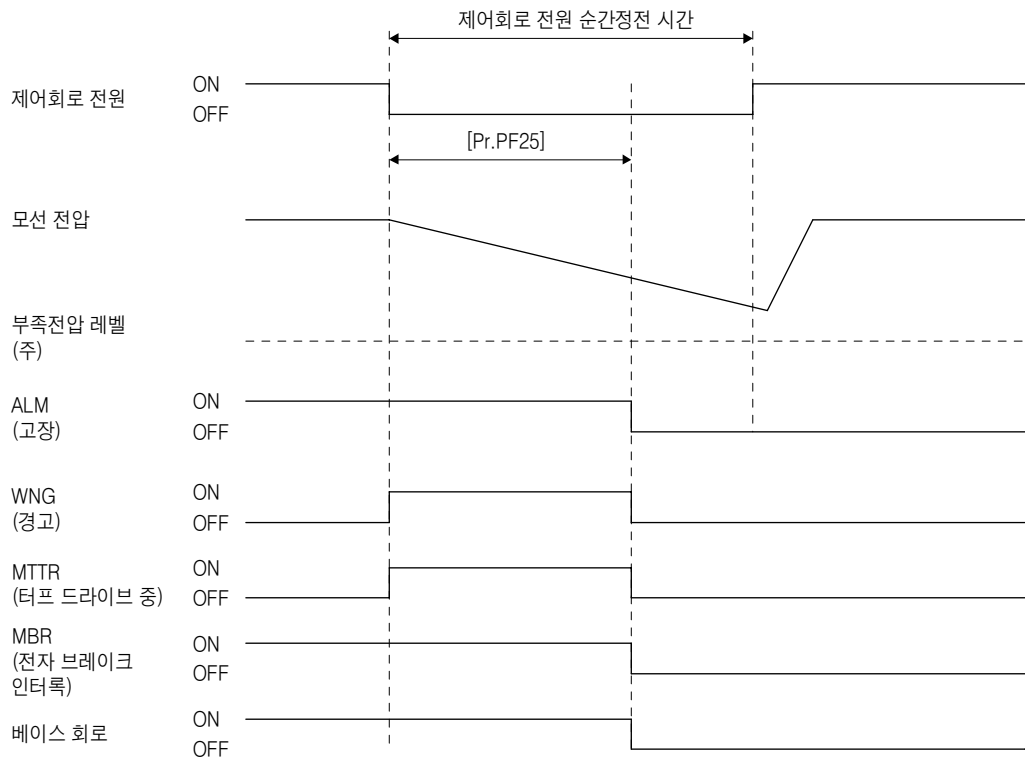 제어회로 전원 순간정전 시간
제어회로 전원
ON
OFF
[Pr.PF25]
모선 전압
부족전압 레벨
(주)
ALM
(고장)
ON
OFF
WNG
(경고)
ON
OFF
MTTR
(터프 드라이브 중)
ON
OFF
MBR
(전자 브레이크
인터록)
ON
OFF
베이스 회로
ON
OFF